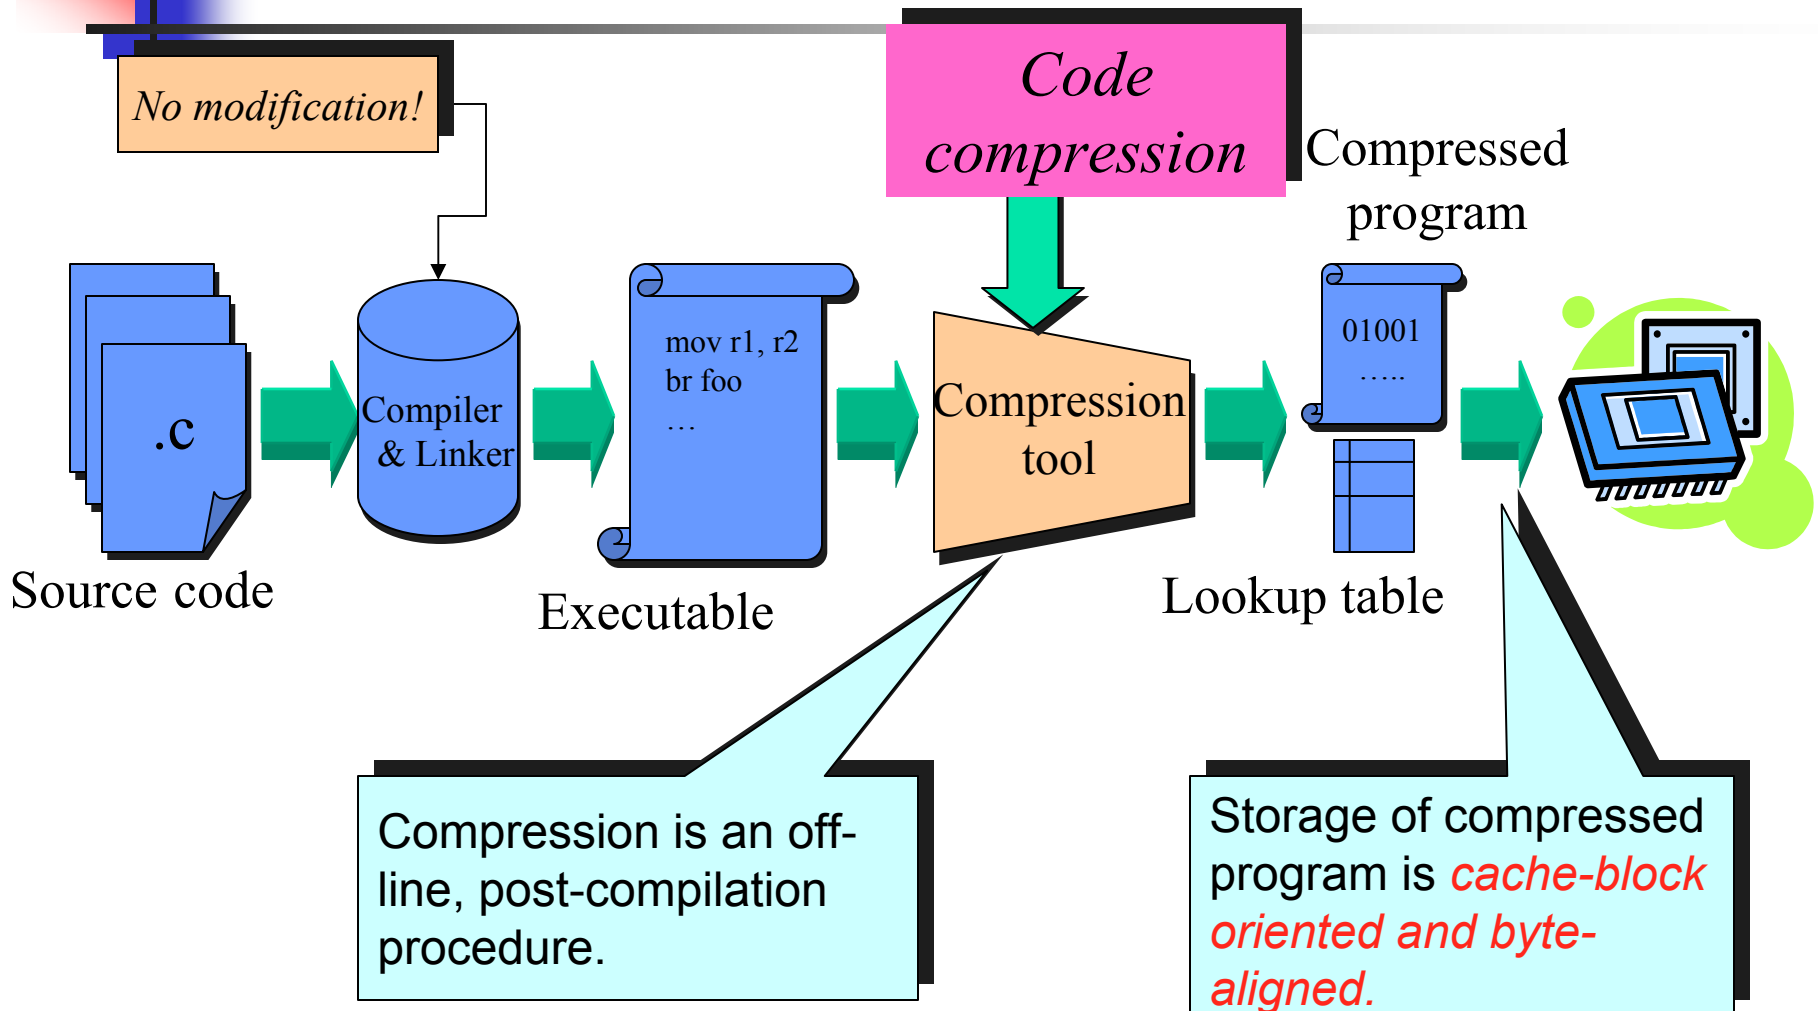 No modification!
Code
compression
Compressed
program
.c
Compiler
& Linker
mov r1, r2
br foo
…
Compression
tool
01001
…..
Source code
Executable
Lookup table
Compression is an off-
line, post-compilation
procedure.
Storage of compressed
program is cache-block
oriented and byte-
aligned.